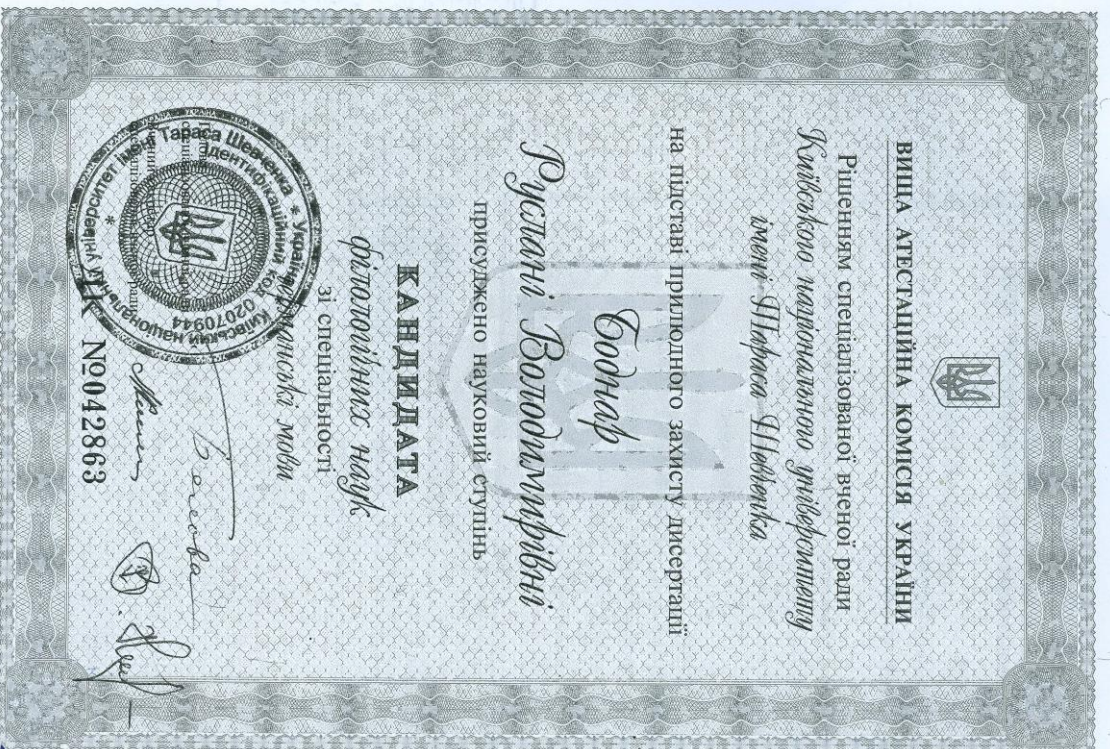 ВИЩА АТЕСТАЦІЙНА КОМІСІЯ УКРАЇНИ
Рішенням спеціалізованої вченої ради
Київського національного університету
імені Тараса Шевченка
на підставі прилюдного захисту дисертації
Боднар
Руслані Володимирівні
присуджено науковий ступінь
КАНДИДАТА
філологічних наук
зі спеціальності
мови
Україна * Київський національний університет імені Тараса Шевченка *
Ідентифікаційний код 02070944
ДК №042863